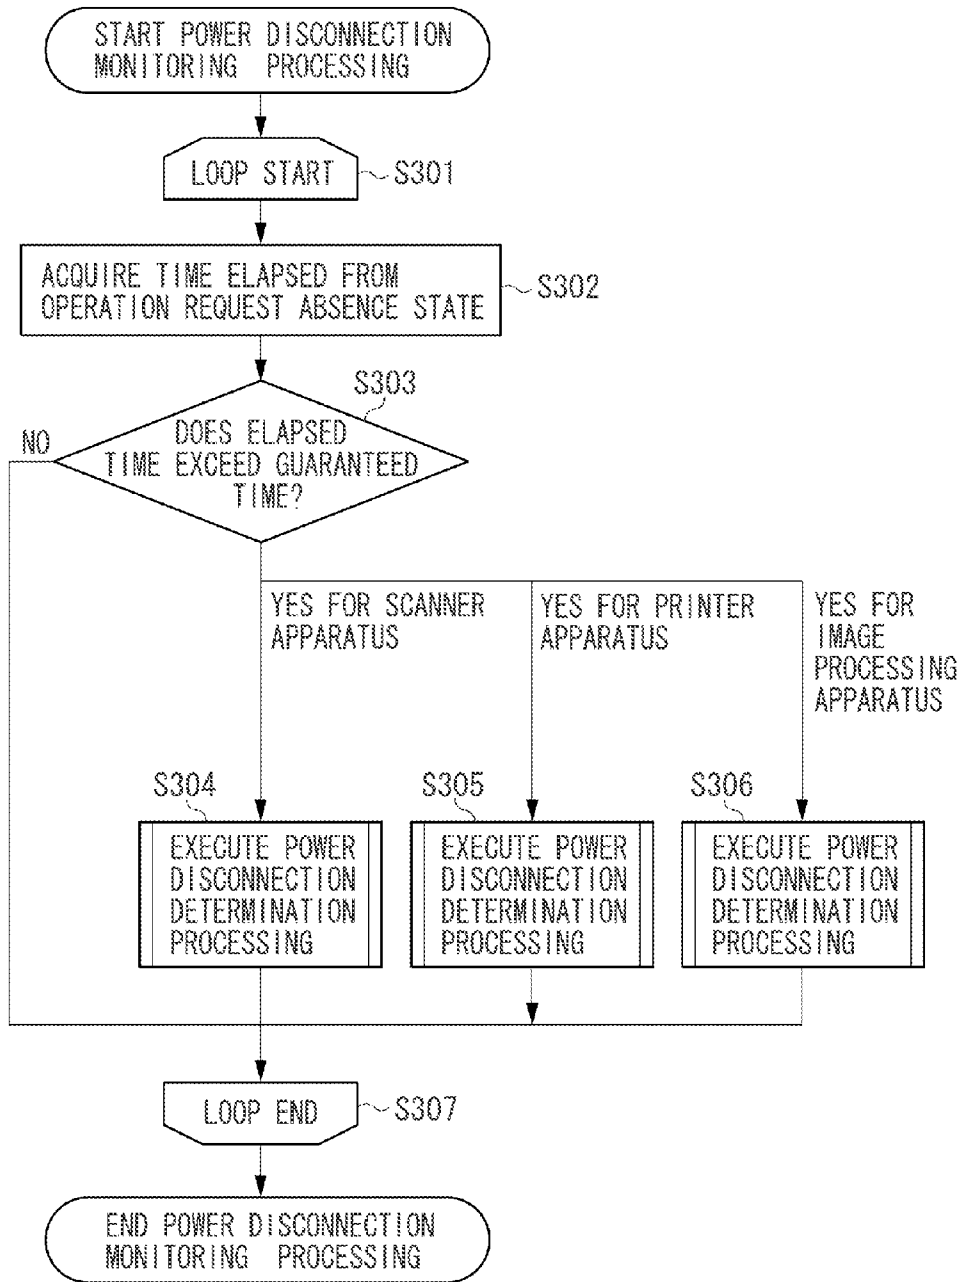 START POWER DISCONNECTION
MONITORING PROCESSING
LOOP START
S301
ACQUIRE TIME ELAPSED FROM
OPERATION REQUEST ABSENCE STATE
S302
S303
DOES ELAPSED
TIME EXCEED GUARANTEED
TIME?
NO
YES FOR SCANNER
APPARATUS
YES FOR PRINTER
APPARATUS
YES FOR
IMAGE
PROCESSING
APPARATUS
S304
EXECUTE POWER
DISCONNECTION
DETERMINATION
PROCESSING
S305
EXECUTE POWER
DISCONNECTION
DETERMINATION
PROCESSING
S306
EXECUTE POWER
DISCONNECTION
DETERMINATION
PROCESSING
LOOP END
S307
END POWER DISCONNECTION
MONITORING PROCESSING